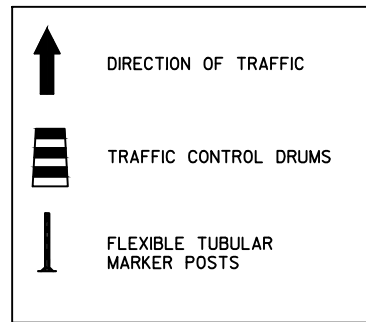 DIRECTION OF TRAFFIC
TRAFFIC CONTROL DRUMS
FLEXIBLE TUBULAR
MARKER POSTS